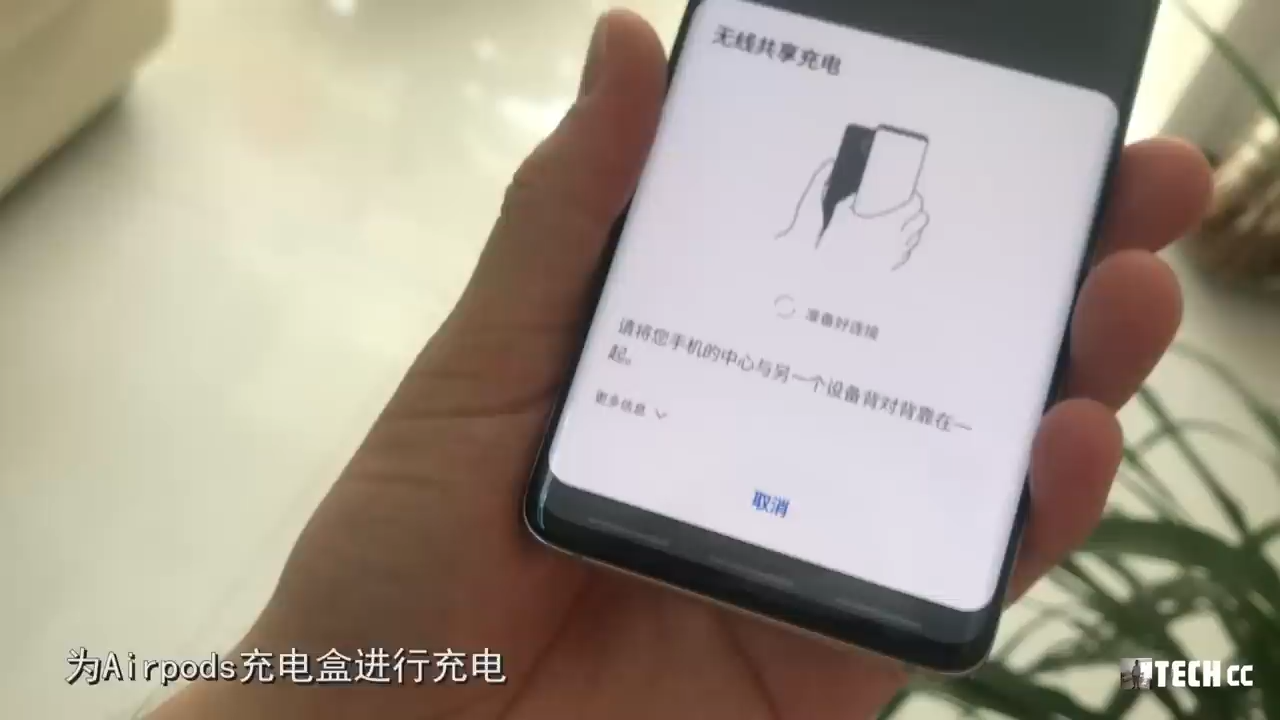 无线共享充电
准备好连接
请将您手机的中心与另一个设备背对背靠在一
起。
更多信息
取消
为Airpods充电盒进行充电
TECH CC